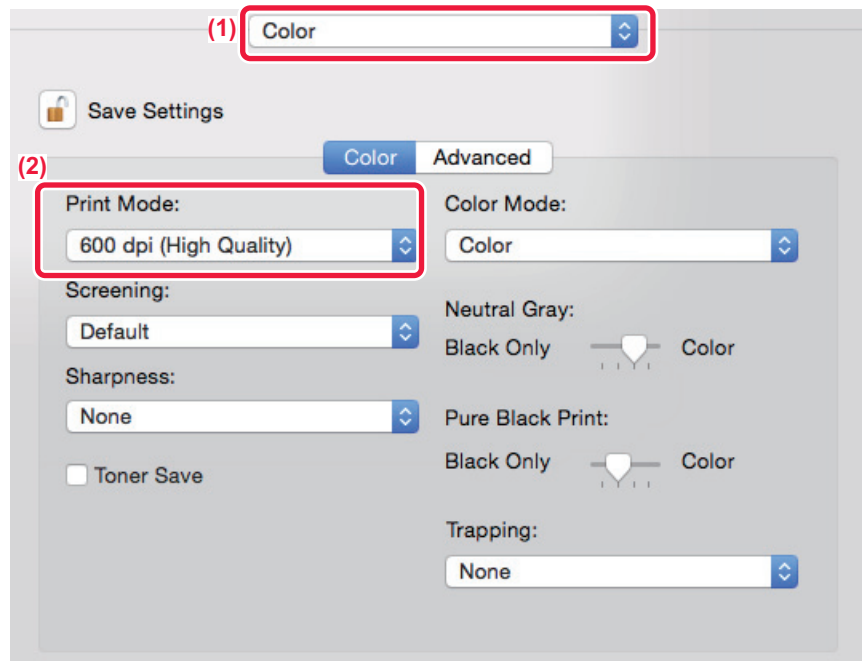 (1)
Color
Save Settings
Color Advanced
(2)
Print Mode:
600 dpi (High Quality)
Screening:
Default
Sharpness:
None
Toner Save
Color Mode:
Color
Neutral Gray:
Black Only Color
Pure Black Print:
Black Only Color
Trapping:
None